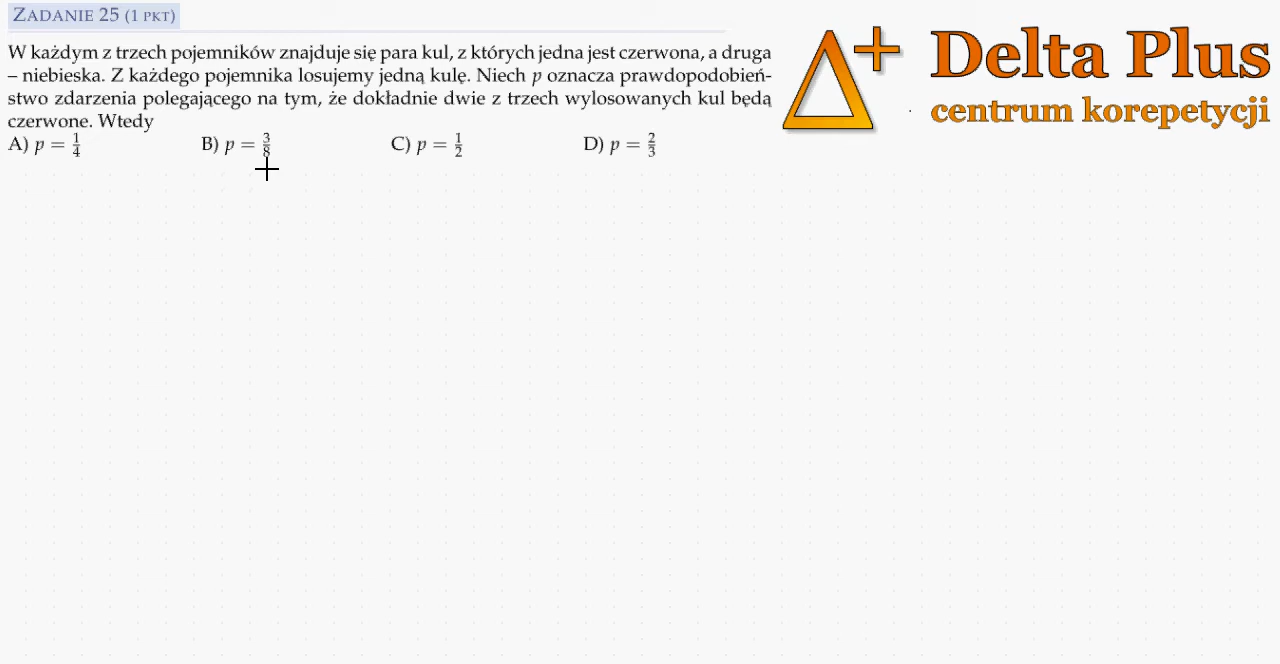 ZADANIE 25 (1 PKT)
W każdym z trzech pojemników znajduje się para kul, z których jedna jest czerwona, a druga
– niebieska. Z każdego pojemnika losujemy jedną kulę. Niech p oznacza prawdopodobień-
stwo zdarzenia polegającego na tym, że dokładnie dwie z trzech wylosowanych kul będą
czerwone. Wtedy
A) p = 1/4 B) p = 3/8 C) p = 1/2 D) p = 2/3
Delta Plus
centrum korepetycji